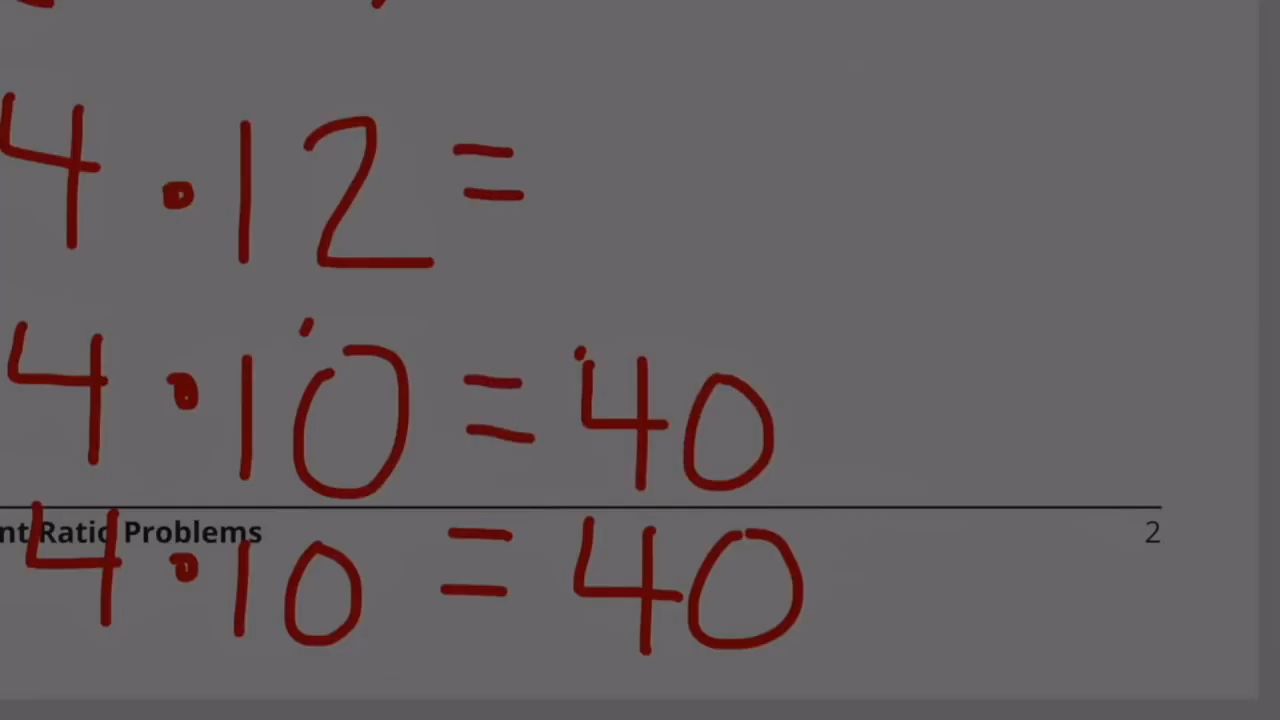 4 · 12 =
4 · 10 = 40
nt Ratio Problems 2
4 · 10 = 40